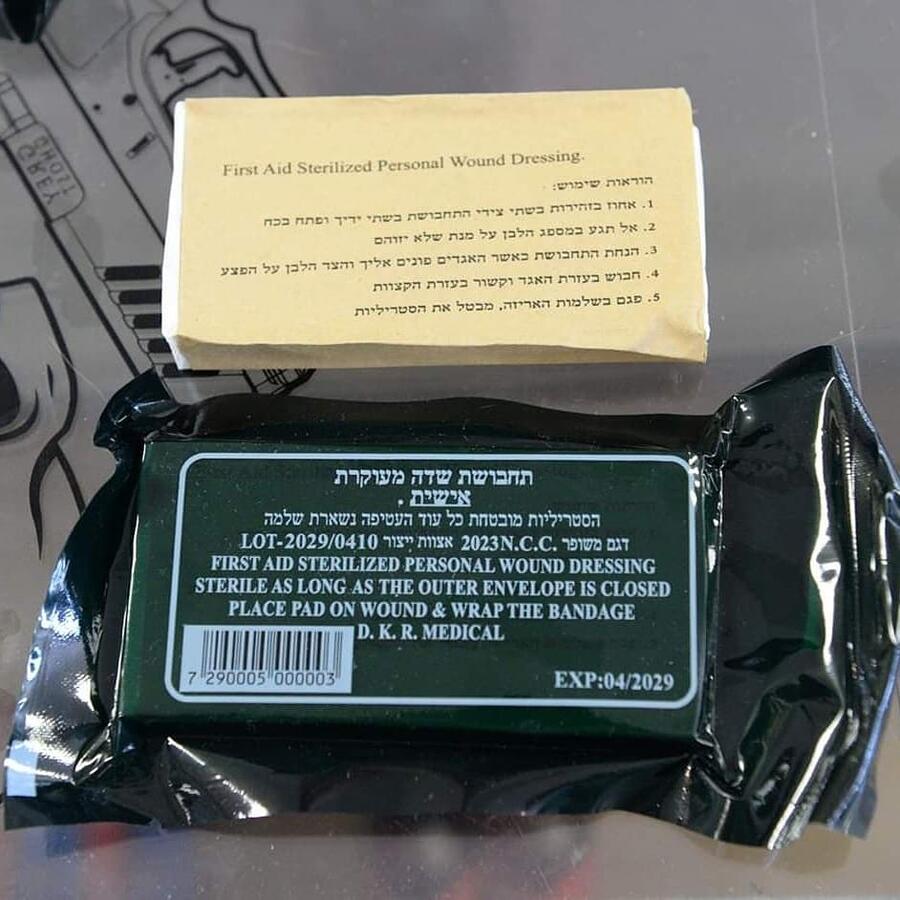 First Aid Sterilized Personal Wound Dressing.
הוראות שימוש:
1. אחוז בזהירות בשתי צידי התחבושת בשתי ידיך ופתח בכח
2. אל תגע במספג הלבן על מנת שלא יזוהם
3. הנחת התחבושת כאשר האגדים פונים אליך והצד הלבן על הפצע
4. חבוש בעזרת האגד וקשור בעזרת הקצוות
5. פגם בשלמות האריזה, מבטל את הסטריליות
תחבושת שדה מעוקרת
אישית .
הסטריליות מובטחת כל עוד העטיפה נשארת שלמה
דגם משופר .2023N.C.C אצוות ייצור LOT-2029/0410
FIRST AID STERILIZED PERSONAL WOUND DRESSING
STERILE AS LONG AS THE OUTER ENVELOPE IS CLOSED
PLACE PAD ON WOUND & WRAP THE BANDAGE
D. K. R. MEDICAL
7 290005 000003
EXP:04/2029